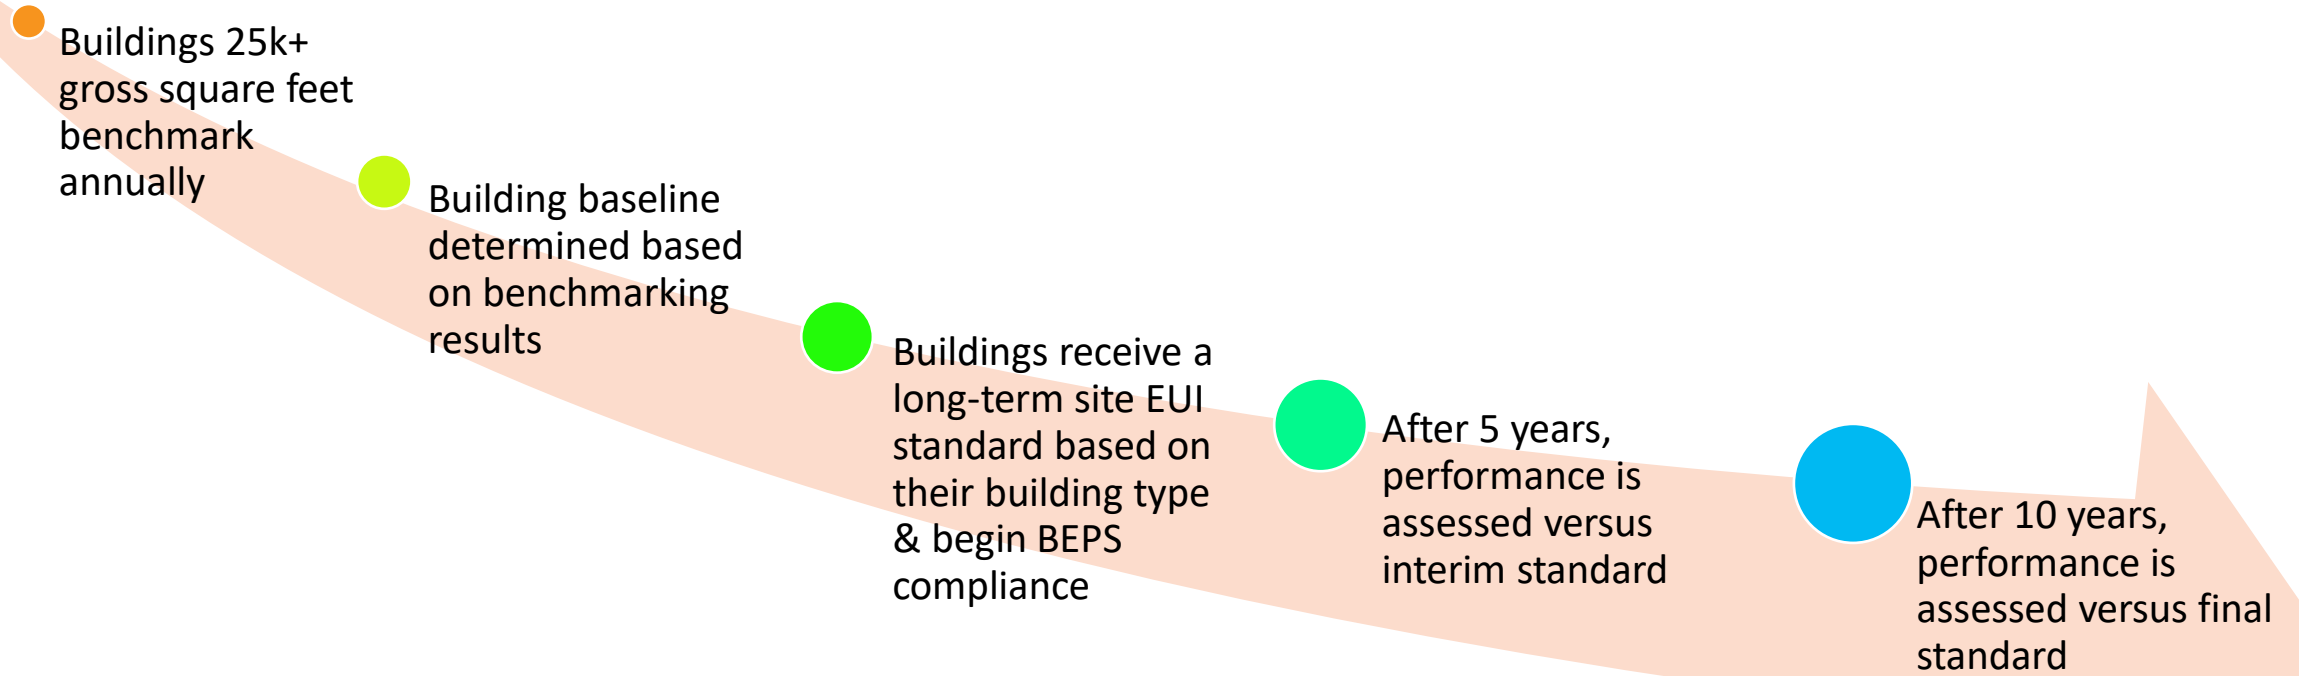 Buildings 25k+
gross square feet
benchmark
annually
Building baseline
determined based
on benchmarking
results
Buildings receive a
long-term site EUI
standard based on
their building type
& begin BEPS
compliance
After 5 years,
performance is
assessed versus
interim standard
After 10 years,
performance is
assessed versus final
standard